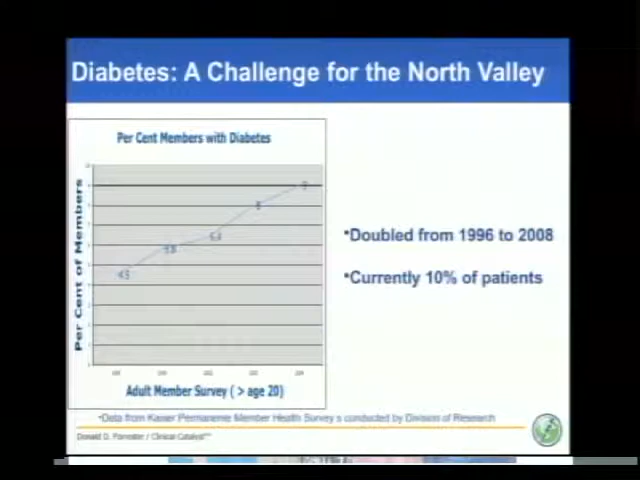 Diabetes: A Challenge for the North Valley
Per Cent Members with Diabetes
Per Cent of Members
4.5
5.8
6.4
8
9
Adult Member Survey ( > age 20)
•Doubled from 1996 to 2008
•Currently 10% of patients
*Data from Kaiser Permanente Member Health Survey s conducted by Division of Research
Donald D. / Clinical Catalyst